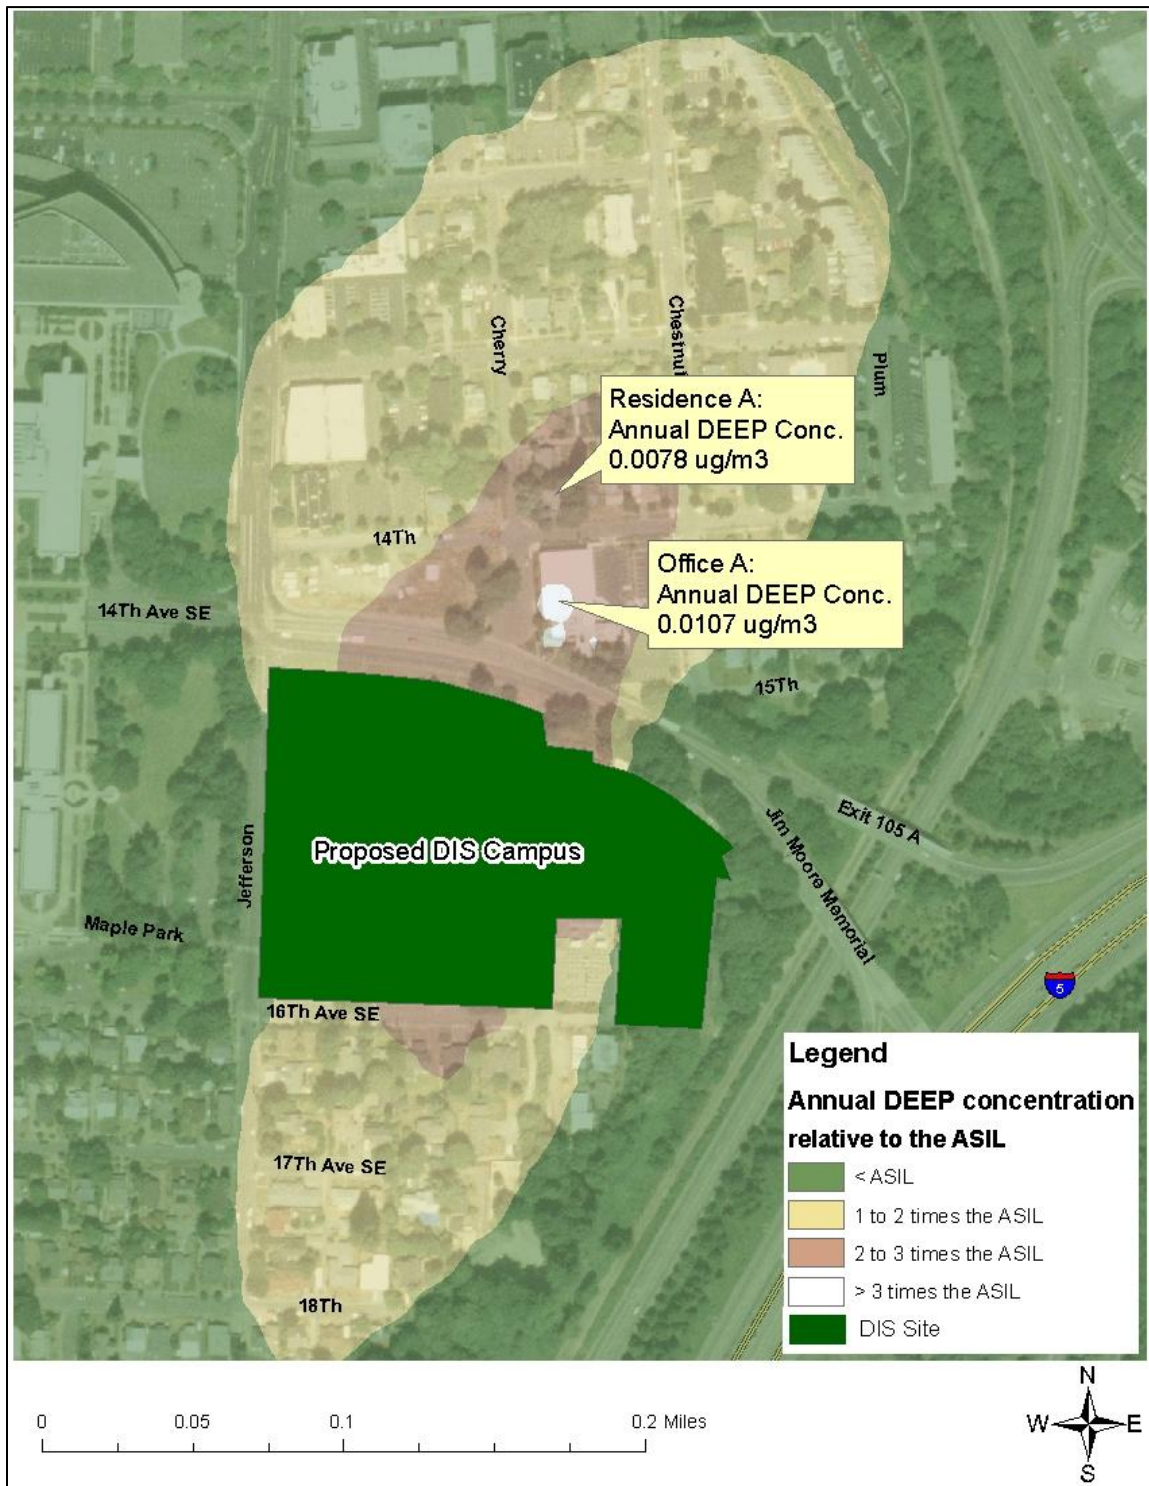 Cherry
Chestnut
Plum
Residence A:
Annual DEEP Conc.
0.0078 ug/m3
14Th
Office A:
Annual DEEP Conc.
0.0107 ug/m3
14Th Ave SE
15Th
Exit 105 A
Jim Moore Memorial
Proposed DIS Campus
Jefferson
Maple Park
5
16Th Ave SE
17Th Ave SE
18Th
Legend
Annual DEEP concentration
relative to the ASIL
< ASIL
1 to 2 times the ASIL
2 to 3 times the ASIL
> 3 times the ASIL
DIS Site
0 0.05 0.1 0.2 Miles
N
W E
S